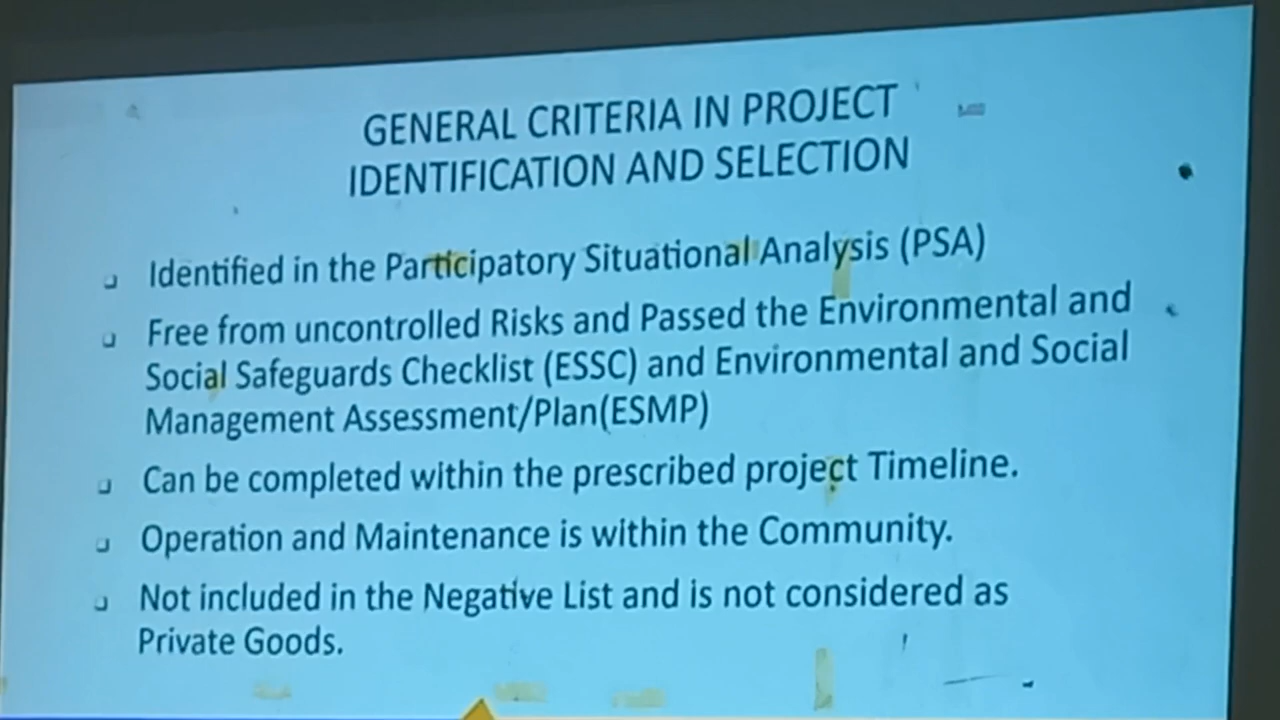 GENERAL CRITERIA IN PROJECT
IDENTIFICATION AND SELECTION
❑ Identified in the Participatory Situational Analysis (PSA)
❑ Free from uncontrolled Risks and Passed the Environmental and
Social Safeguards Checklist (ESSC) and Environmental and Social
Management Assessment/Plan(ESMP)
❑ Can be completed within the prescribed project Timeline.
❑ Operation and Maintenance is within the Community.
❑ Not included in the Negative List and is not considered as
Private Goods.